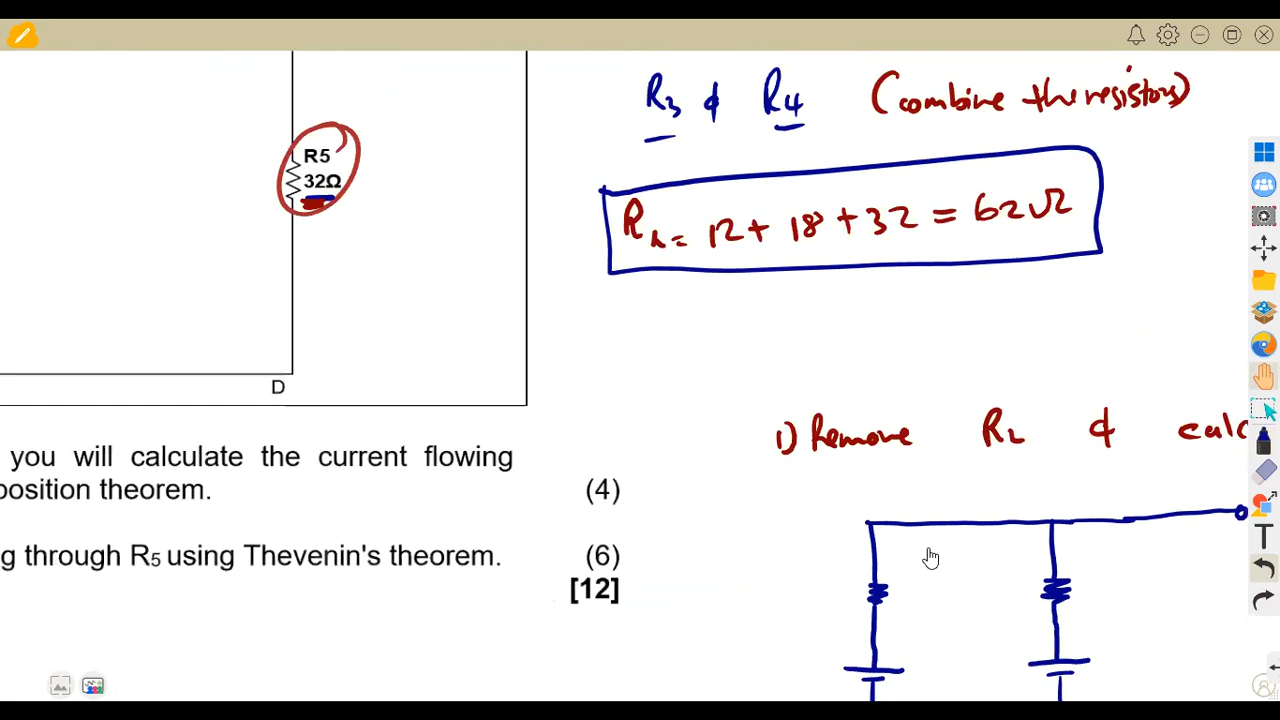 R3 & R4 (combine the resistors)
R5
32Ω
RL = 12 + 18 + 32 = 62Ω
D
1) Remove RL & calc
you will calculate the current flowing
position theorem. (4)
g through R5 using Thevenin's theorem. (6)
[12]
T